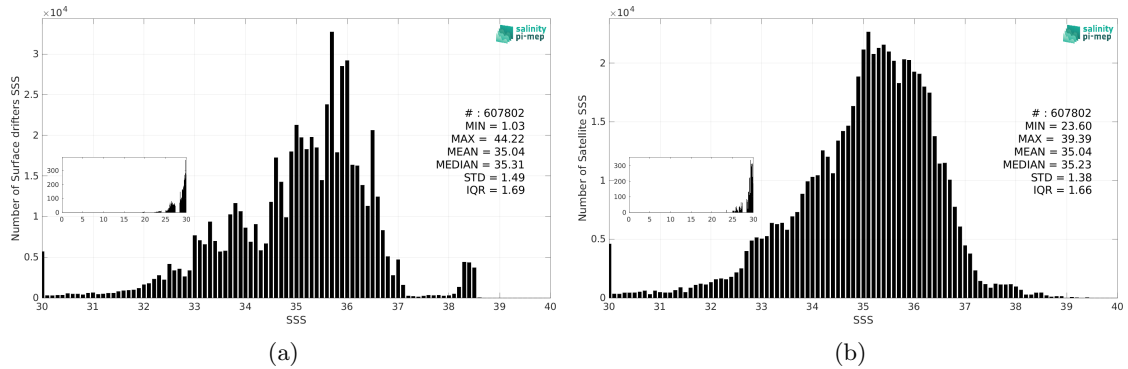 ×10⁴
salinity
pi-mep
Number of Surface drifters SSS
# : 607802
MIN = 1.03
MAX = 44.22
MEAN = 35.04
MEDIAN = 35.31
STD = 1.49
IQR = 1.69
3
2.5
2
1.5
1
0.5
0
300
200
100
0
0 5 10 15 20 25 30
30 31 32 33 34 35 36 37 38 39 40
SSS
(a)
×10⁴
salinity
pi-mep
Number of Satellite SSS
# : 607802
MIN = 23.60
MAX = 39.39
MEAN = 35.04
MEDIAN = 35.23
STD = 1.38
IQR = 1.66
2
1.5
1
0.5
0
300
200
100
0
0 5 10 15 20 25 30
30 31 32 33 34 35 36 37 38 39 40
SSS
(b)